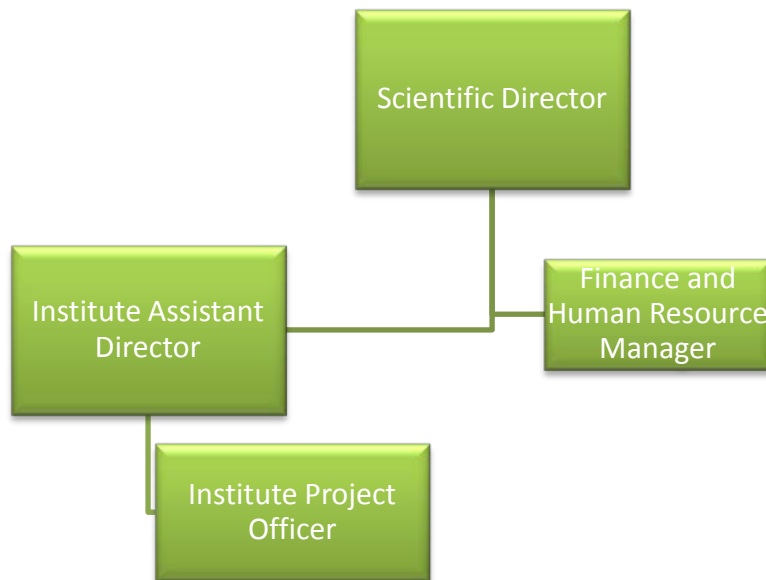 Scientific Director
Institute Assistant
Director
Finance and
Human Resource
Manager
Institute Project
Officer